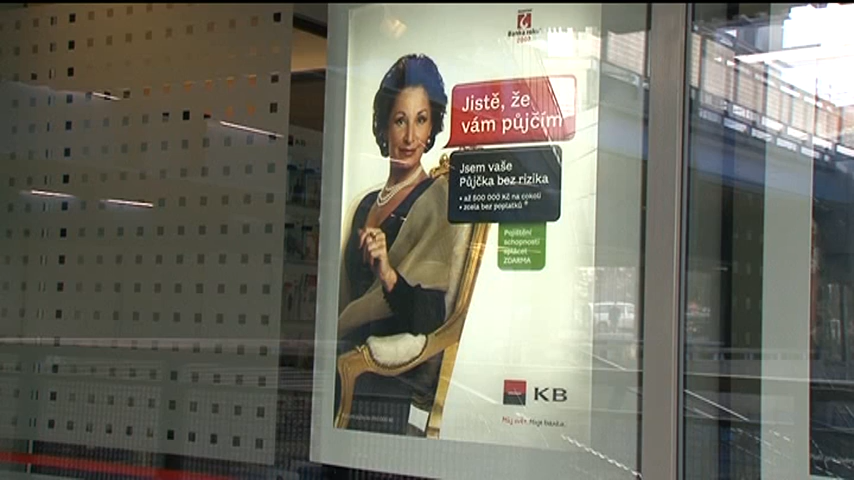 Banka roku
Jistě, že
vám půjčím
Jsem vaše
Půjčka bez rizika
• až 500 000 Kč na cokoli
• zcela bez poplatků *
Pojištění
schopnosti
splácet
ZDARMA
KB
Můj svět. Moje banka.